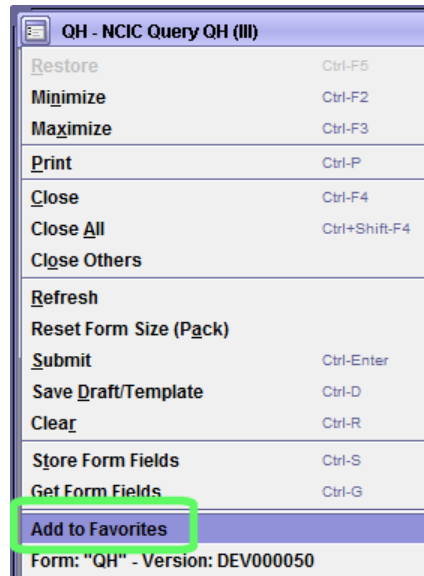 QH - NCIC Query QH (III)
Restore Ctrl-F5
Minimize Ctrl-F2
Maximize Ctrl-F3
Print Ctrl-P
Close Ctrl-F4
Close All Ctrl+Shift-F4
Close Others
Refresh
Reset Form Size (Pack)
Submit Ctrl-Enter
Save Draft/Template Ctrl-D
Clear Ctrl-R
Store Form Fields Ctrl-S
Get Form Fields Ctrl-G
Add to Favorites
Form: "QH" - Version: DEV000050